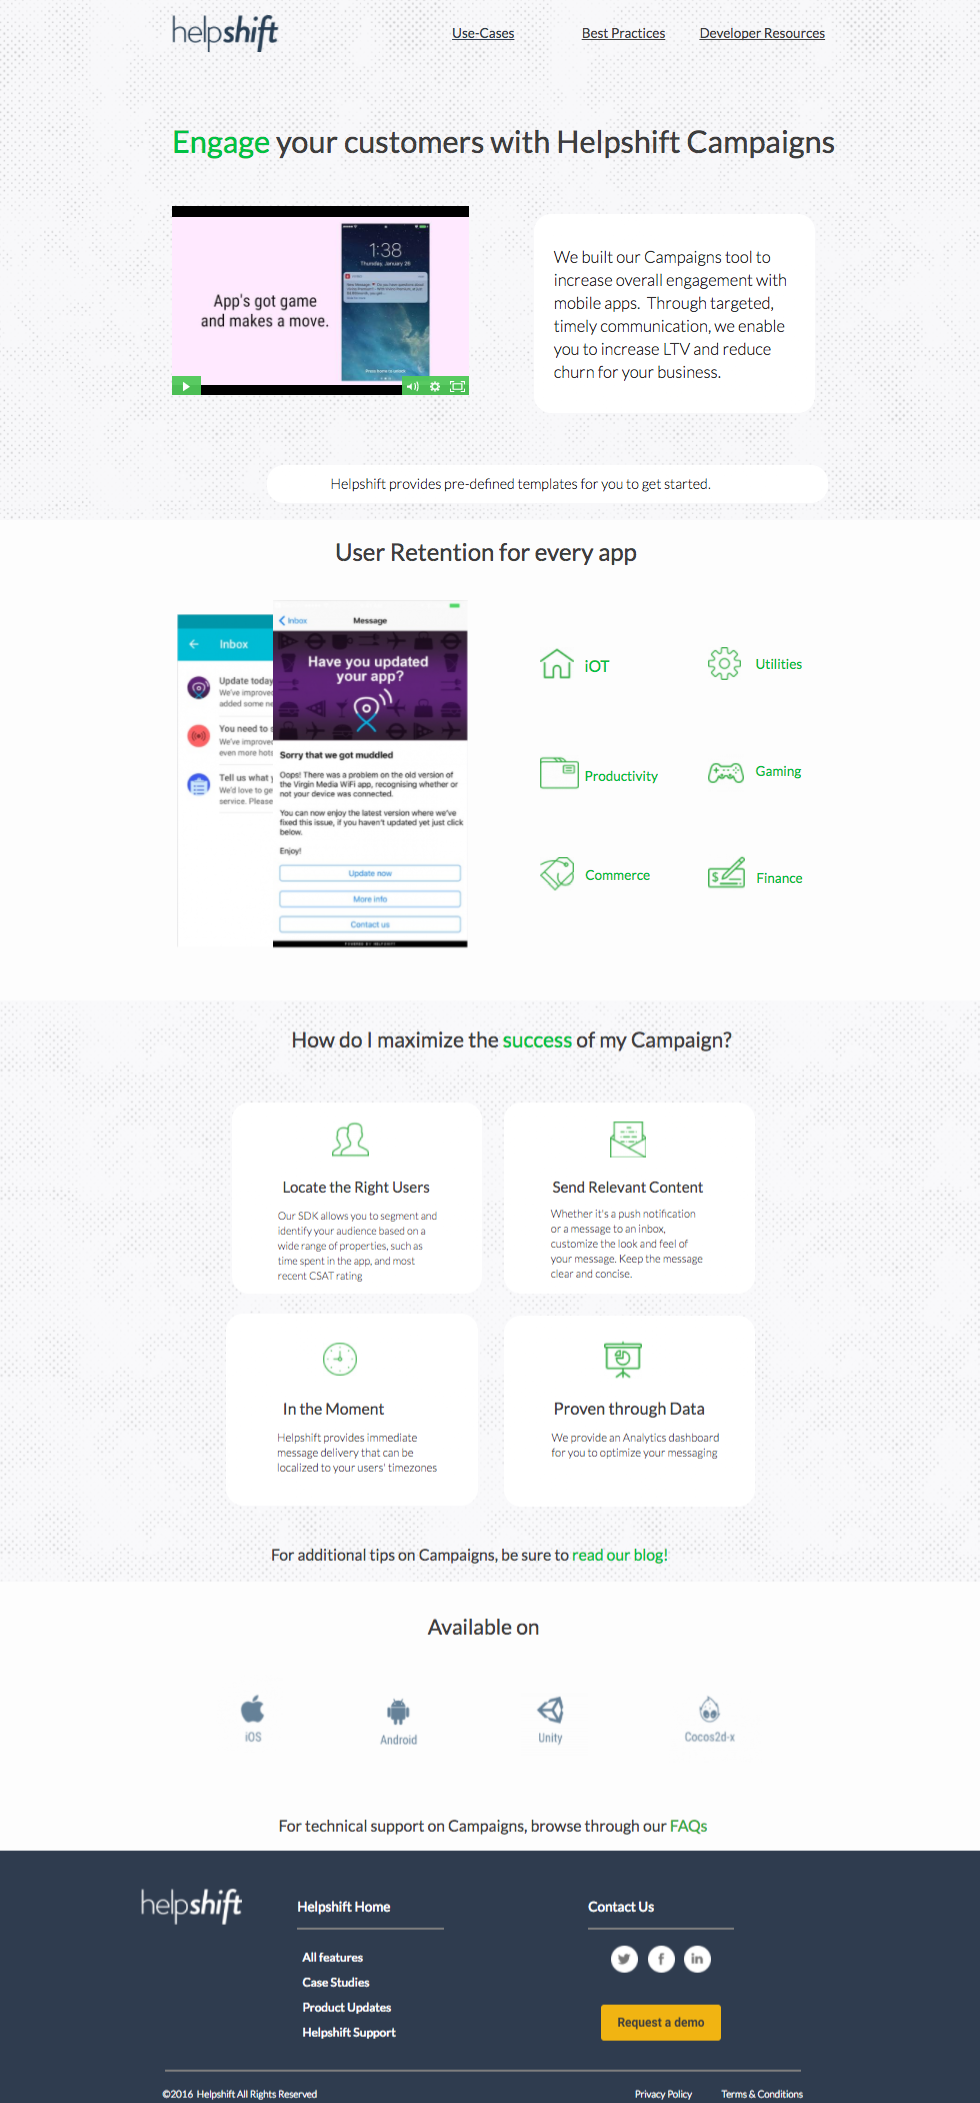 helpshift
Use-Cases
Best Practices
Developer Resources
Engage your customers with Helpshift Campaigns
App's got game
and makes a move.
1:38
Thursday, January 28
We built our Campaigns tool to
increase overall engagement with
mobile apps. Through targeted,
timely communication, we enable
you to increase LTV and reduce
churn for your business.
Helpshift provides pre-defined templates for you to get started.
User Retention for every app
Inbox
Update today
We've improve
added some ne
You need to
We've improve
even more hots
Tell us what
We'd love to ge
service. Please
Inbox
Message
Have you updated
your app?
Sorry that we got muddled
Oops! There was a problem on the old version of
the Virgin Media WiFi app, recognising whether or
not your device was connected.
You can now enjoy the latest version where we've
fixed this issue, if you haven't updated yet just click
below.
Enjoy!
Update now
More info
Contact us
POWERED BY HELPSHIFT
iOT
Utilities
Productivity
Gaming
Commerce
Finance
How do I maximize the success of my Campaign?
Locate the Right Users
Our SDK allows you to segment and
identify your audience based on a
wide range of properties, such as
time spent in the app, and most
recent CSAT rating
Send Relevant Content
Whether it's a push notification
or a message to an inbox,
customize the look and feel of
your message. Keep the message
clear and concise.
In the Moment
Helpshift provides immediate
message delivery that can be
localized to your users' timezones
Proven through Data
We provide an Analytics dashboard
for you to optimize your messaging
For additional tips on Campaigns, be sure to read our blog!
Available on
iOS
Android
Unity
Cocos2d-x
For technical support on Campaigns, browse through our FAQs
helpshift
Helpshift Home
All features
Case Studies
Product Updates
Helpshift Support
Contact Us
Request a demo
©2016 Helpshift All Rights Reserved
Privacy Policy
Terms & Conditions